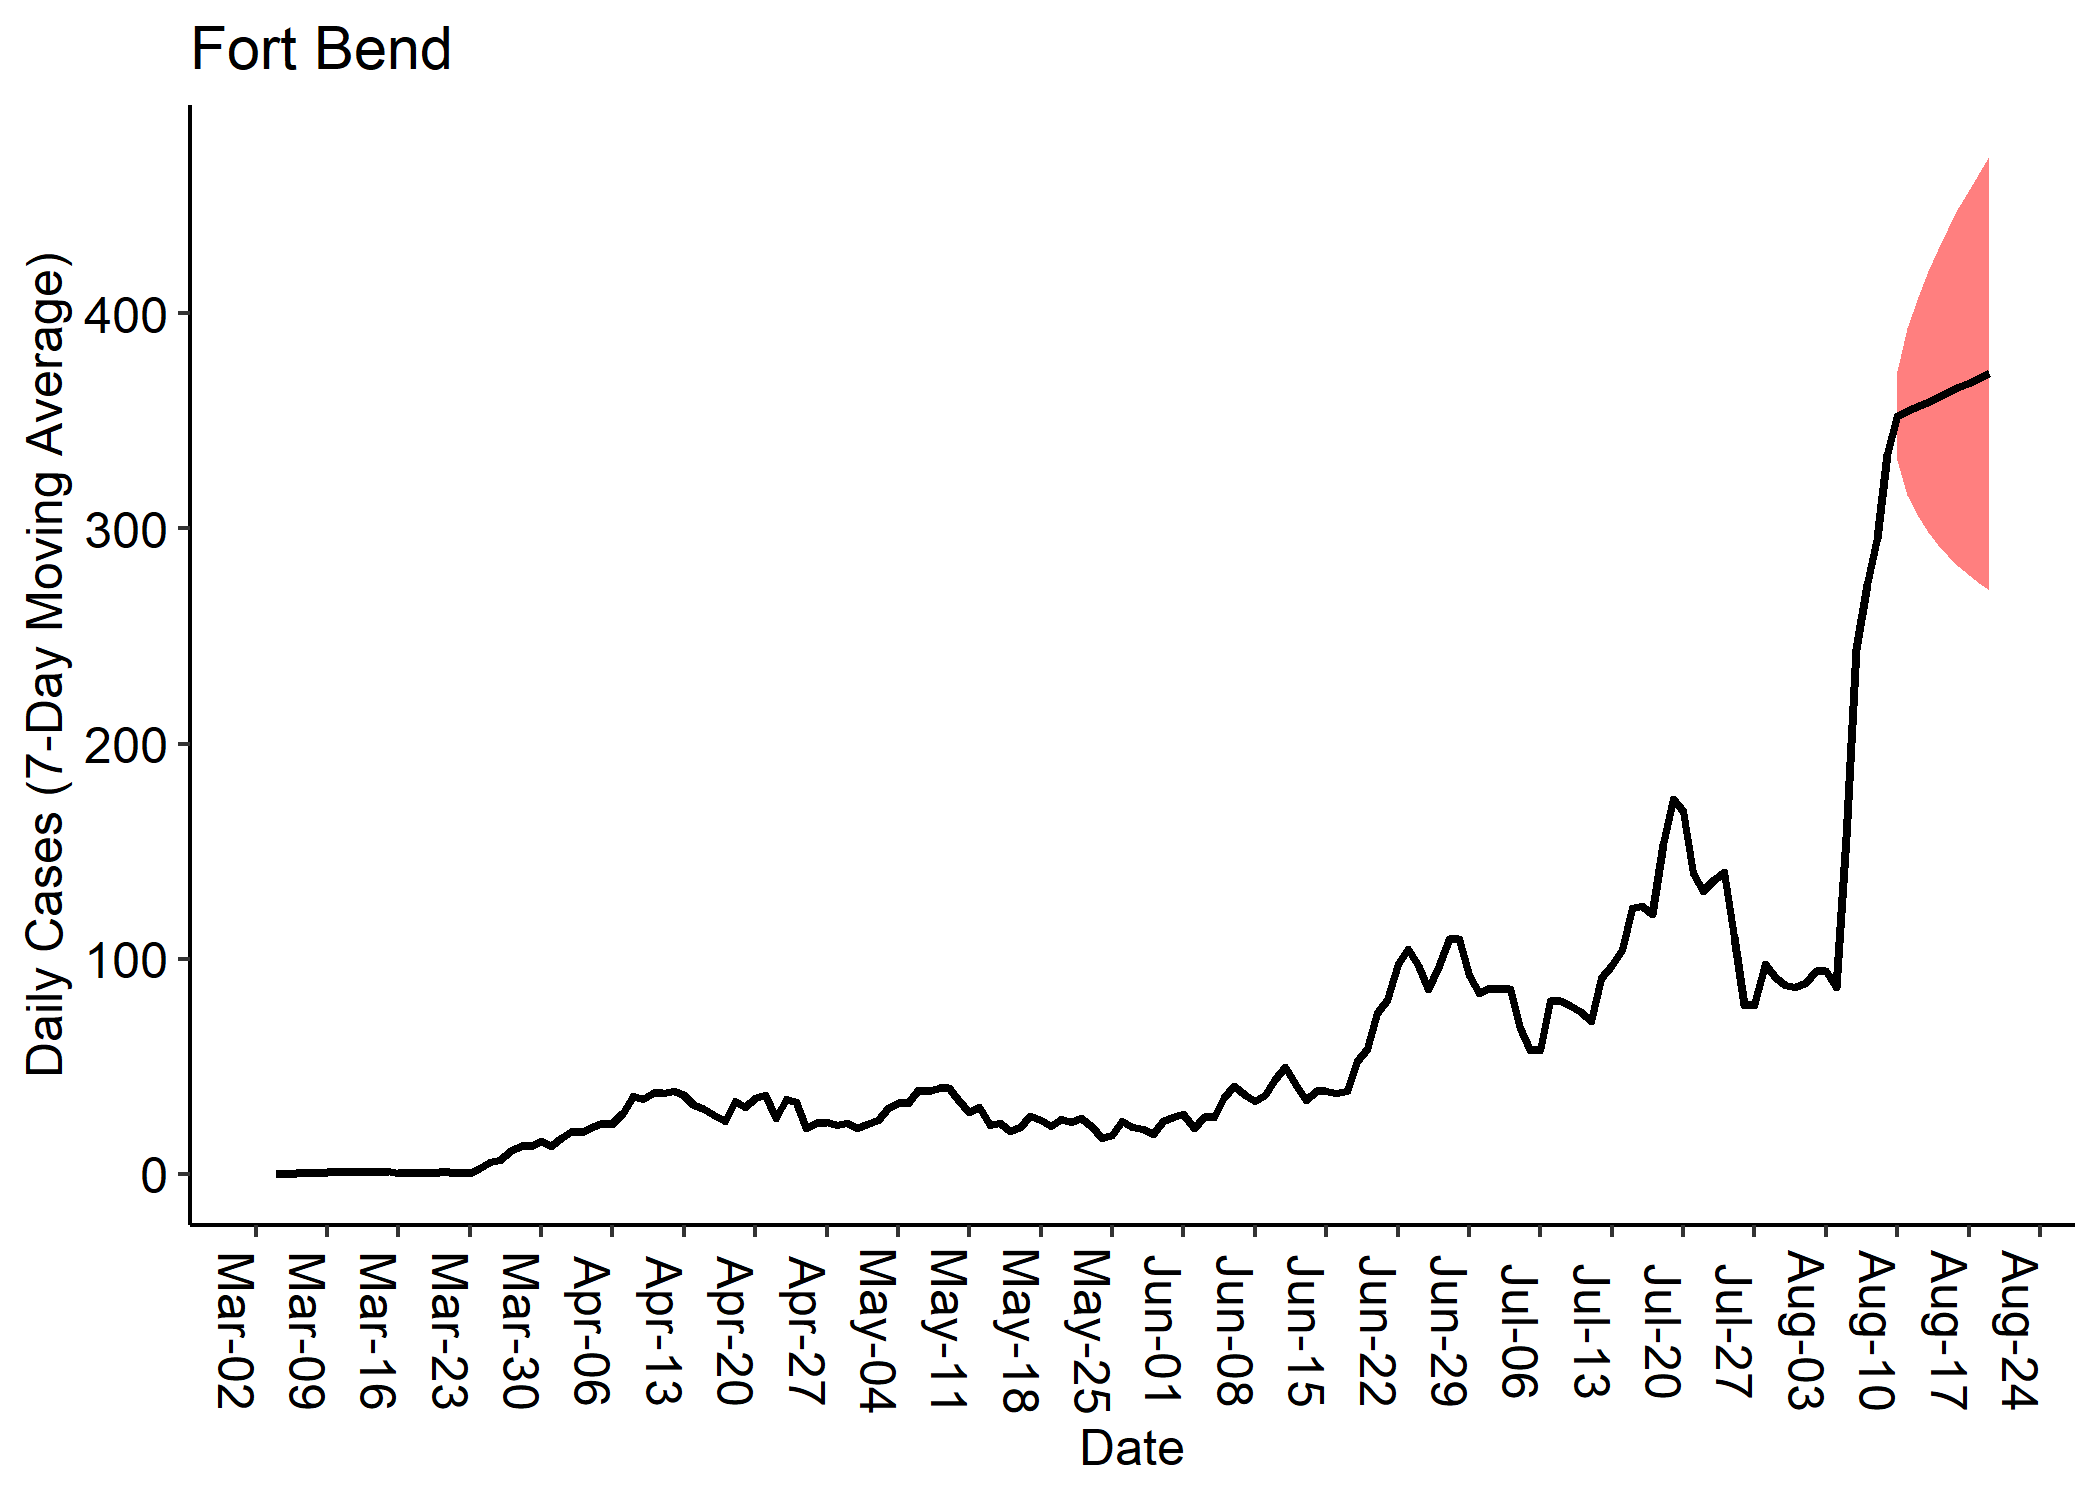 Fort Bend
Daily Cases (7-Day Moving Average)
400
300
200
100
0
Mar-02
Mar-09
Mar-16
Mar-23
Mar-30
Apr-06
Apr-13
Apr-20
Apr-27
May-04
May-11
May-18
May-25
Jun-01
Jun-08
Jun-15
Jun-22
Jun-29
Jul-06
Jul-13
Jul-20
Jul-27
Aug-03
Aug-10
Aug-17
Aug-24
Date